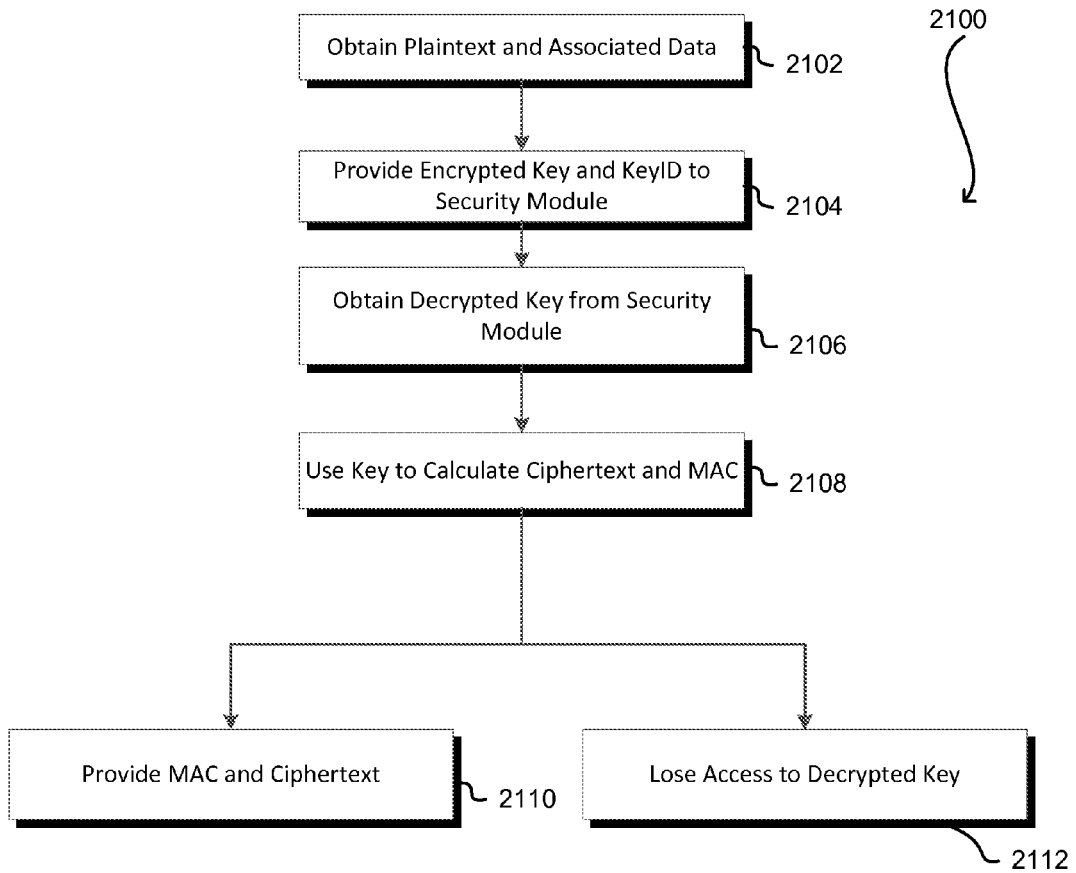 2100
Obtain Plaintext and Associated Data
2102
Provide Encrypted Key and KeyID to
Security Module
2104
Obtain Decrypted Key from Security
Module
2106
Use Key to Calculate Ciphertext and MAC
2108
Provide MAC and Ciphertext
2110
Lose Access to Decrypted Key
2112